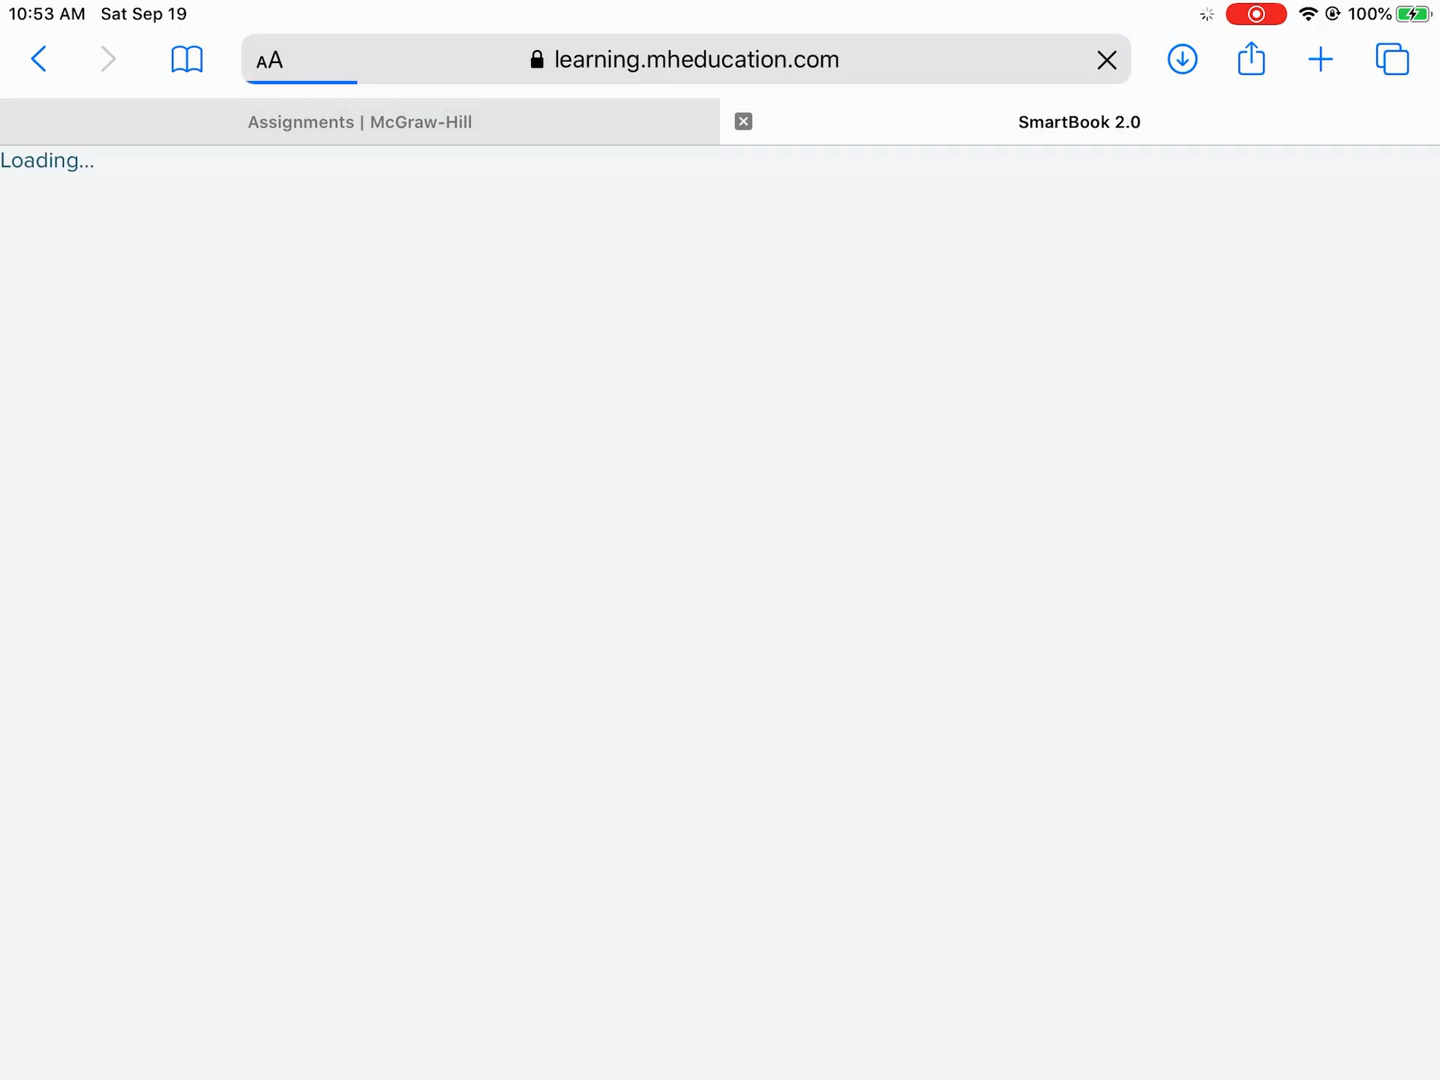 10:53 AM Sat Sep 19
100%
AA
learning.mheducation.com
Assignments | McGraw-Hill
SmartBook 2.0
Loading...